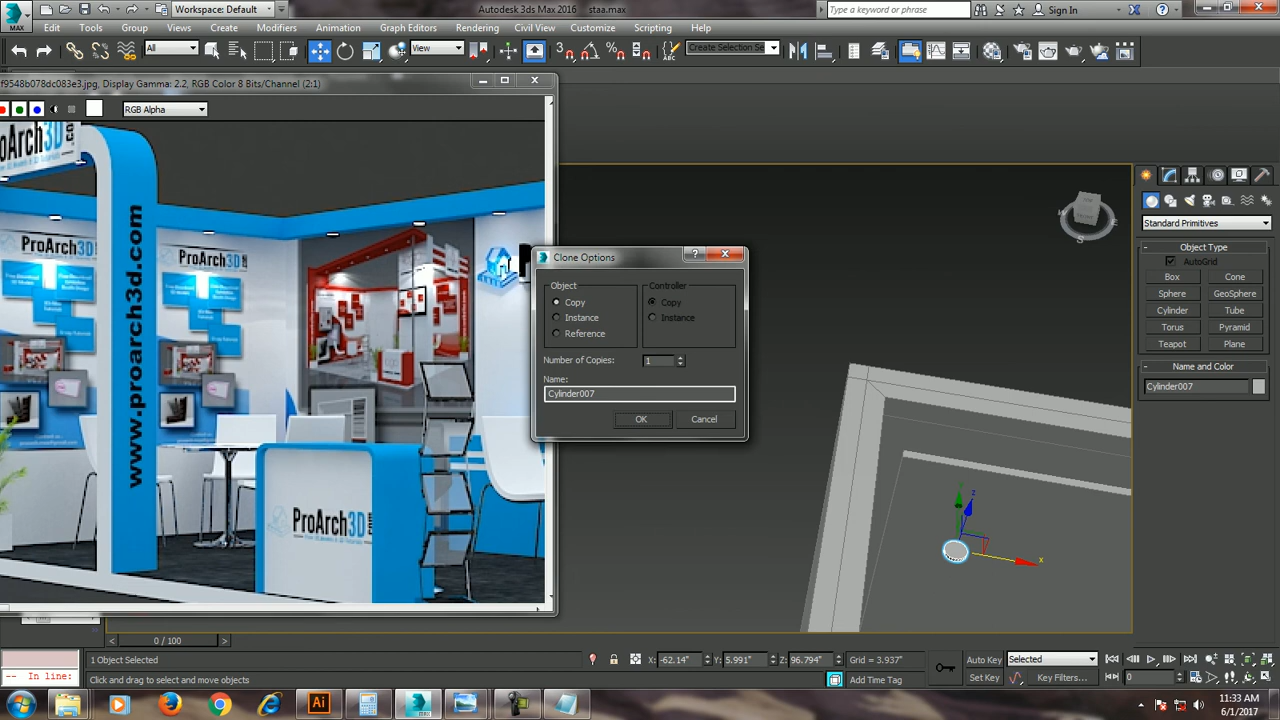 MAX
Workspace: Default
Autodesk 3ds Max 2016    staa.max
Type a keyword or phrase
Sign In
Edit Tools Group Views Create Modifiers Animation Graph Editors Rendering Civil View Customize Scripting Help
All
View
3
Create Selection Se
f9548b078dc083e3.jpg, Display Gamma: 2.2, RGB Color 8 Bits/Channel (2:1)
RGB Alpha
ProArch3D
www.proarch3d.com
ProArch3D
ProArch3D
ProArch3D
Clone Options
Object
Copy
Instance
Reference
Controller
Copy
Instance
Number of Copies: 1
Name:
Cylinder007
OK Cancel
Standard Primitives
Object Type
AutoGrid
Box Cone
Sphere GeoSphere
Cylinder Tube
Torus Pyramid
Teapot Plane
Name and Color
Cylinder007
y z x
S
0 / 100
-- In line:
1 Object Selected
Click and drag to select and move objects
X: -62.14" Y: 5.991" Z: 96.794" Grid = 3.937"
Add Time Tag
Auto Key Selected
Set Key Key Filters... 0
Ai
11:33 AM
6/1/2017